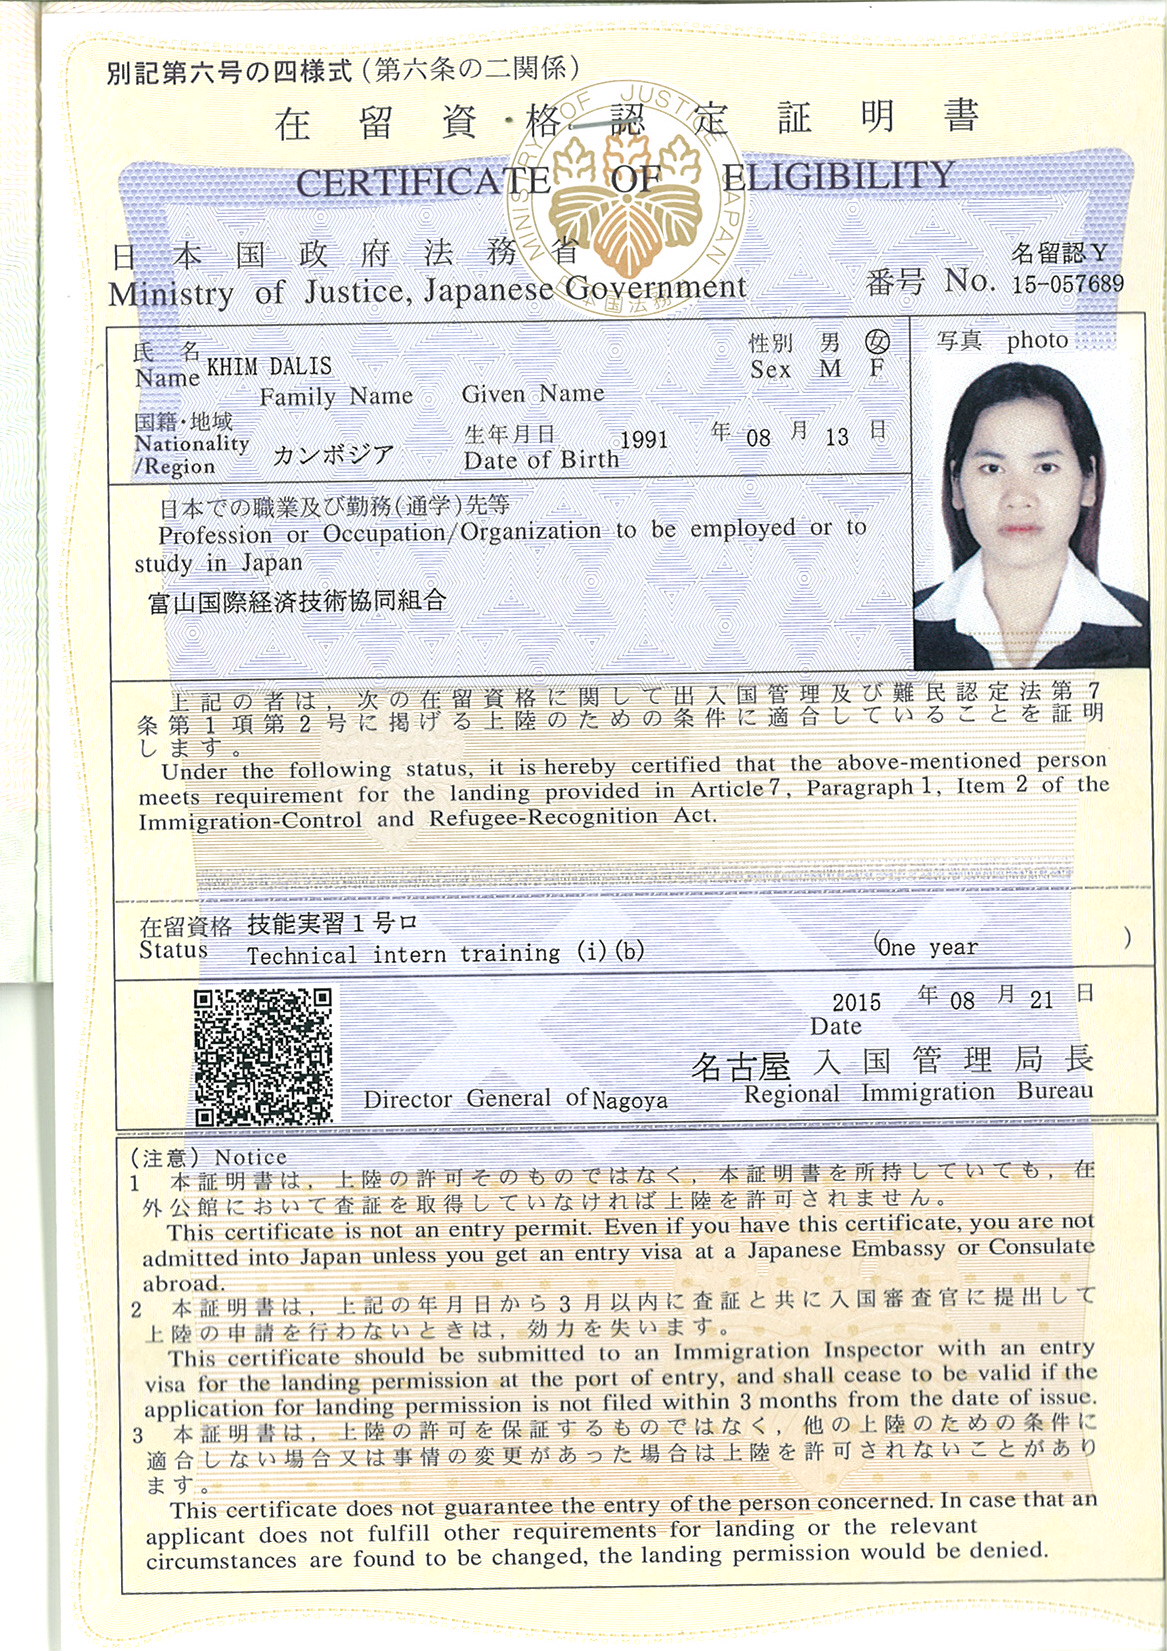 別記第六号の四様式(第六条の二関係)
在留資格認定証明書
CERTIFICATE OF ELIGIBILITY
MINISTRY OF JUSTICE, JAPAN
日本国法務
日本国政府法務省
Ministry of Justice, Japanese Government
名留認Y
番号 No. 15-057689
氏名 性別 男 女
Name KHIM DALIS Sex M F
Family Name Given Name
写真 photo
国籍・地域 生年月日 1991 年 08 月 13 日
Nationality /Region カンボジア Date of Birth
日本での職業及び勤務(通学)先等
Profession or Occupation/Organization to be employed or to
study in Japan
富山国際経済技術協同組合
上記の者は,次の在留資格に関して出入国管理及び難民認定法第7
条第1項第2号に掲げる上陸のための条件に適合していることを証明
します。
Under the following status, it is hereby certified that the above-mentioned person
meets requirement for the landing provided in Article 7, Paragraph 1, Item 2 of the
Immigration-Control and Refugee-Recognition Act.
在留資格 技能実習1号ロ
Status Technical intern training (i)(b) (One year )
2015 年 08 月 21 日
Date
名古屋 入国管理局長
Director General of Nagoya Regional Immigration Bureau
(注意) Notice
1 本証明書は,上陸の許可そのものではなく,本証明書を所持していても,在
外公館において査証を取得していなければ上陸を許可されません。
This certificate is not an entry permit. Even if you have this certificate, you are not
admitted into Japan unless you get an entry visa at a Japanese Embassy or Consulate
abroad.
2 本証明書は,上記の年月日から3月以内に査証と共に入国審査官に提出して
上陸の申請を行わないときは,効力を失います。
This certificate should be submitted to an Immigration Inspector with an entry
visa for the landing permission at the port of entry, and shall cease to be valid if the
application for landing permission is not filed within 3 months from the date of issue.
3 本証明書は,上陸の許可を保証するものではなく,他の上陸のための条件に
適合しない場合又は事情の変更があった場合は上陸を許可されないことがあり
ます。
This certificate does not guarantee the entry of the person concerned. In case that an
applicant does not fulfill other requirements for landing or the relevant
circumstances are found to be changed, the landing permission would be denied.